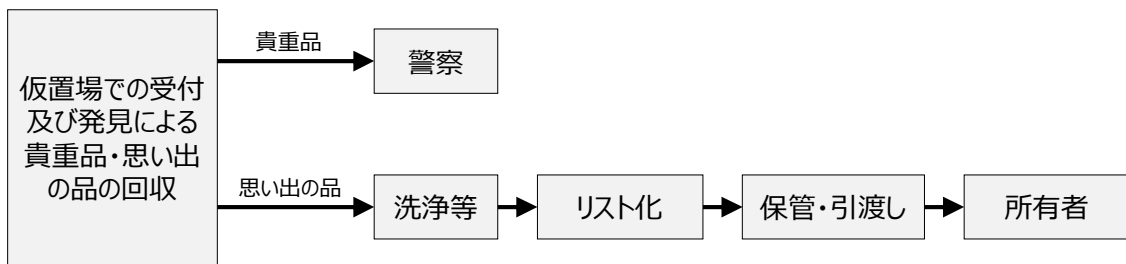 仮置場での受付
及び発見による
貴重品・思い出
の品の回収
貴重品
警察
思い出の品
洗浄等
リスト化
保管・引渡し
所有者